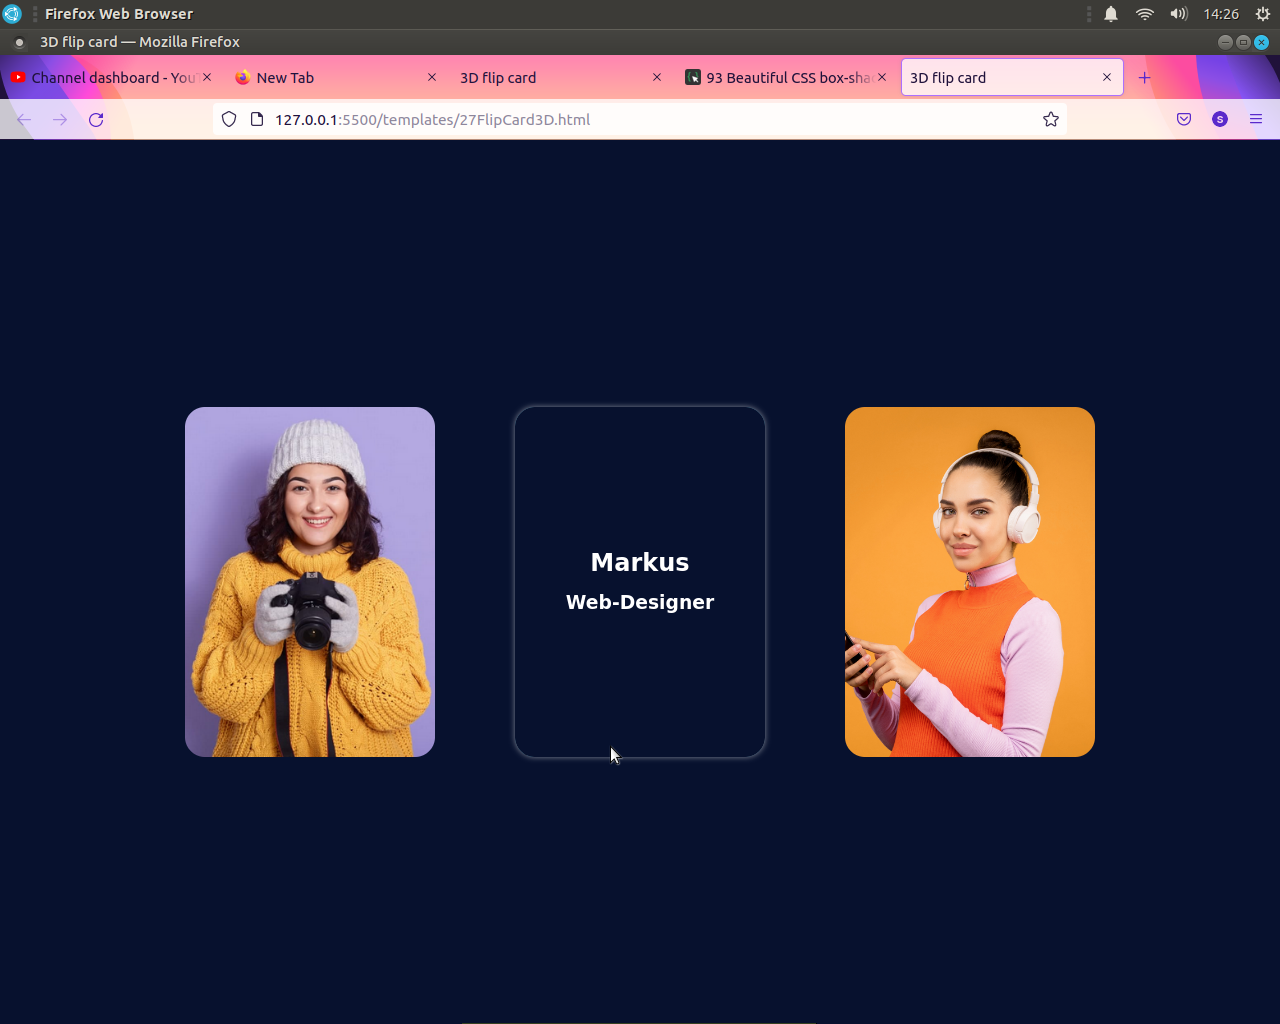 Firefox Web Browser
14:26
3D flip card — Mozilla Firefox
Channel dashboard - You
New Tab
3D flip card
93 Beautiful CSS box-sha
3D flip card
127.0.0.1:5500/templates/27FlipCard3D.html
S
Markus
Web-Designer